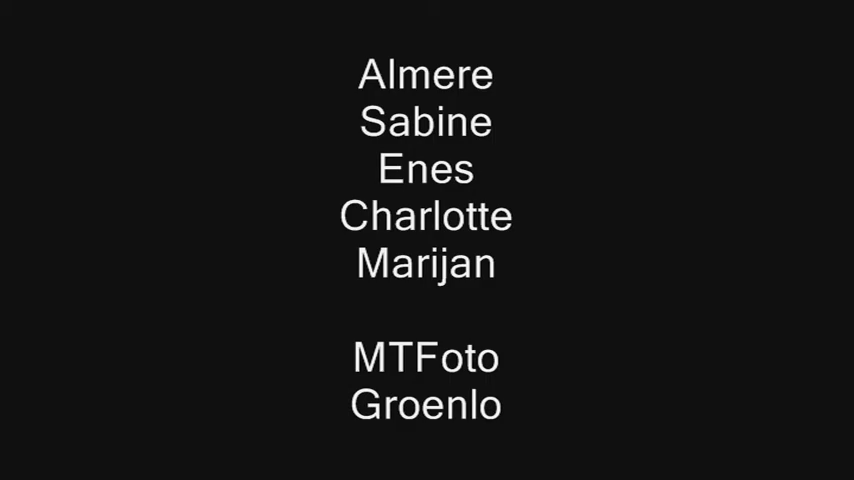 Almere
Sabine
Enes
Charlotte
Marijan
MTFoto
Groenlo